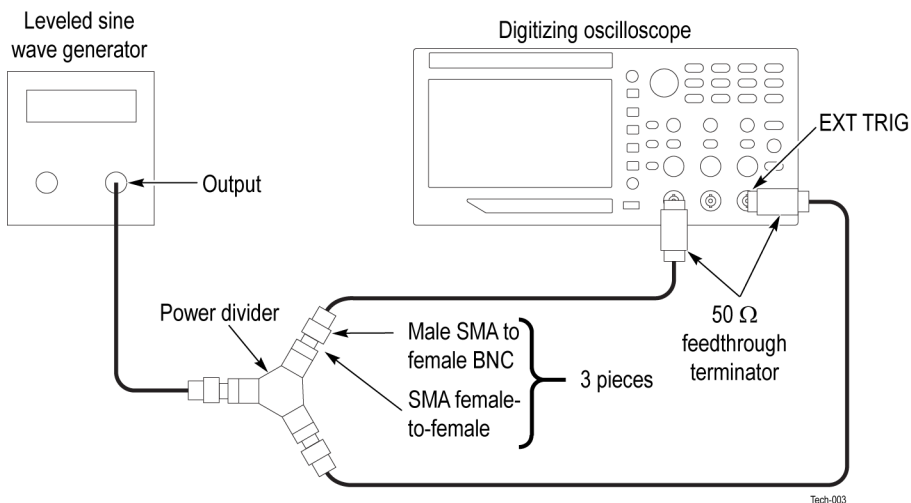 Leveled sine
wave generator
Digitizing oscilloscope
EXT TRIG
Output
Power divider
Male SMA to
female BNC
SMA female-
to-female
3 pieces
50 Ω
feedthrough
terminator
Tech-003